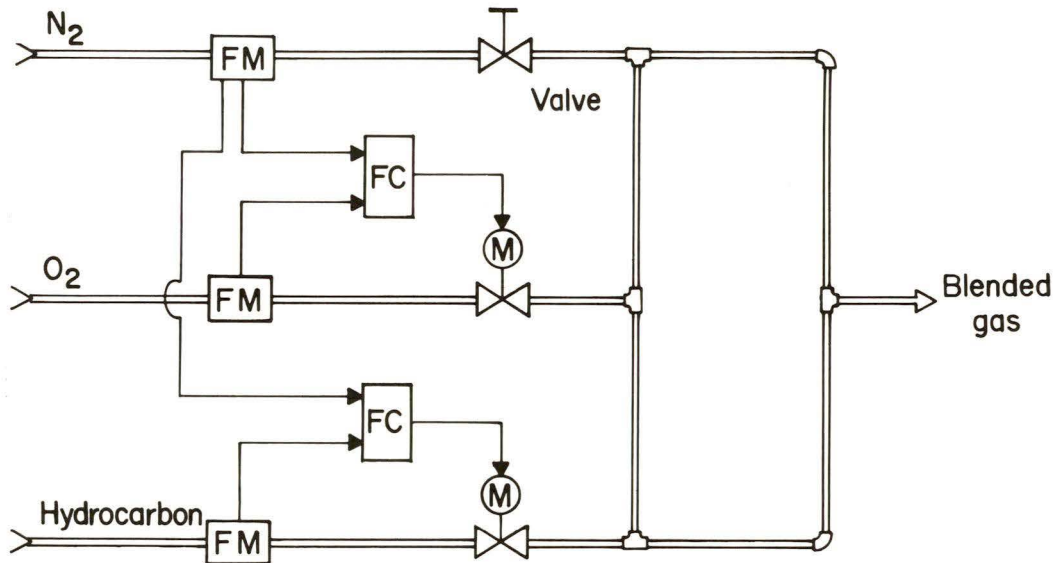 N₂
FM
Valve
FC
M
O₂
FM
Blended
gas
FC
M
Hydrocarbon
FM